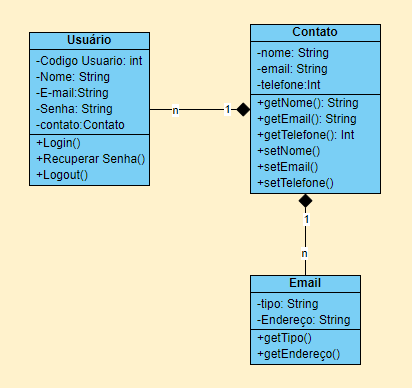 Usuário
-Codigo Usuario: int
-Nome: String
-E-mail:String
-Senha: String
-contato:Contato
+Login()
+Recuperar Senha()
+Logout()
n
1
Contato
-nome: String
-email: String
-telefone:Int
+getNome(): String
+getEmail(): String
+getTelefone(): Int
+setNome()
+setEmail()
+setTelefone()
1
n
Email
-tipo: String
-Endereço: String
+getTipo()
+getEndereço()